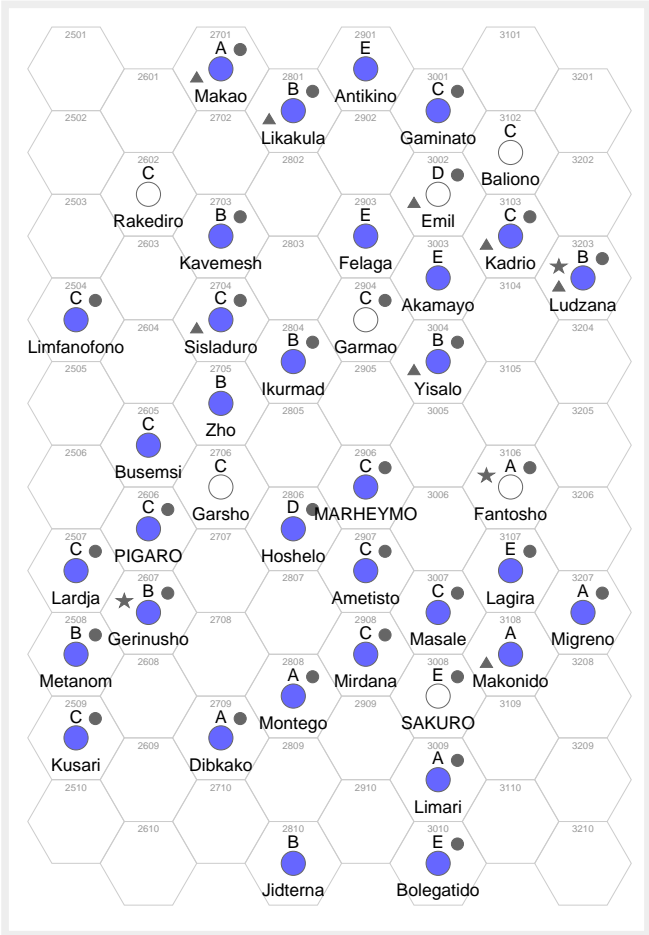 2501
2701
2901
3101
A
E
Makao
Antikino
2601
2801
3001
3201
B
C
Likakula
Gaminato
2502
2702
2902
3102
C
Baliono
2602
2802
3002
3202
C
D
Rakediro
Emil
2503
2703
2903
3103
B
E
C
Kavemesh
Felaga
Kadrio
2603
2803
3003
3203
E
B
Akamayo
Ludzana
2504
2704
2904
3104
C
C
C
Limfanofono
Sisladuro
Garmao
2604
2804
3004
3204
B
B
Ikurmad
Yisalo
2505
2705
2905
3105
B
Zho
2605
2805
3005
3205
C
Busemsi
2506
2706
2906
3106
C
C
A
Garsho
MARHEYMO
Fantosho
2606
2806
3006
3206
C
D
PIGARO
Hoshelo
2507
2707
2907
3107
C
C
E
Lardja
Ametisto
Lagira
2607
2807
3007
3207
B
C
A
Gerinusho
Masale
Migreno
2508
2708
2908
3108
B
C
A
Metanom
Mirdana
Makonido
2608
2808
3008
3208
A
E
Montego
SAKURO
2509
2709
2909
3109
C
A
Kusari
Dibkako
2609
2809
3009
3209
A
Limari
2510
2710
2910
3110
2610
2810
3010
3210
B
E
Jidterna
Bolegatido